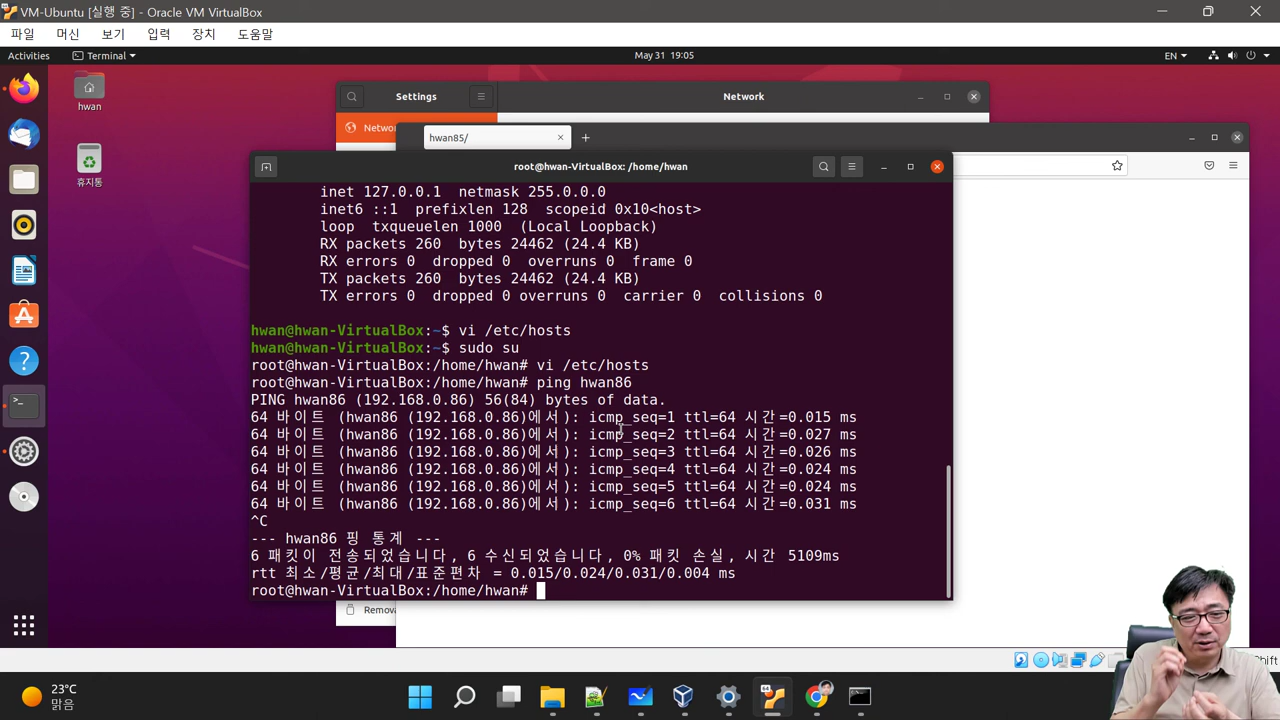 VM-Ubuntu [실행 중] - Oracle VM VirtualBox
파일 머신 보기 입력 장치 도움말
Activities Terminal May 31 19:05 EN
hwan
휴지통
Settings Network
Networ
hwan85/
root@hwan-VirtualBox: /home/hwan
inet 127.0.0.1 netmask 255.0.0.0
inet6 ::1 prefixlen 128 scopeid 0x10<host>
loop txqueuelen 1000 (Local Loopback)
RX packets 260 bytes 24462 (24.4 KB)
RX errors 0 dropped 0 overruns 0 frame 0
TX packets 260 bytes 24462 (24.4 KB)
TX errors 0 dropped 0 overruns 0 carrier 0 collisions 0
hwan@hwan-VirtualBox:~$ vi /etc/hosts
hwan@hwan-VirtualBox:~$ sudo su
root@hwan-VirtualBox:/home/hwan# vi /etc/hosts
root@hwan-VirtualBox:/home/hwan# ping hwan86
PING hwan86 (192.168.0.86) 56(84) bytes of data.
64 바이트 (hwan86 (192.168.0.86)에서): icmp_seq=1 ttl=64 시간=0.015 ms
64 바이트 (hwan86 (192.168.0.86)에서): icmp_seq=2 ttl=64 시간=0.027 ms
64 바이트 (hwan86 (192.168.0.86)에서): icmp_seq=3 ttl=64 시간=0.026 ms
64 바이트 (hwan86 (192.168.0.86)에서): icmp_seq=4 ttl=64 시간=0.024 ms
64 바이트 (hwan86 (192.168.0.86)에서): icmp_seq=5 ttl=64 시간=0.024 ms
64 바이트 (hwan86 (192.168.0.86)에서): icmp_seq=6 ttl=64 시간=0.031 ms
^C
--- hwan86 핑 통계 ---
6 패킷이 전송되었습니다, 6 수신되었습니다, 0% 패킷 손실, 시간 5109ms
rtt 최소/평균/최대/표준편차 = 0.015/0.024/0.031/0.004 ms
root@hwan-VirtualBox:/home/hwan#
Remova
Shift
23°C
맑음